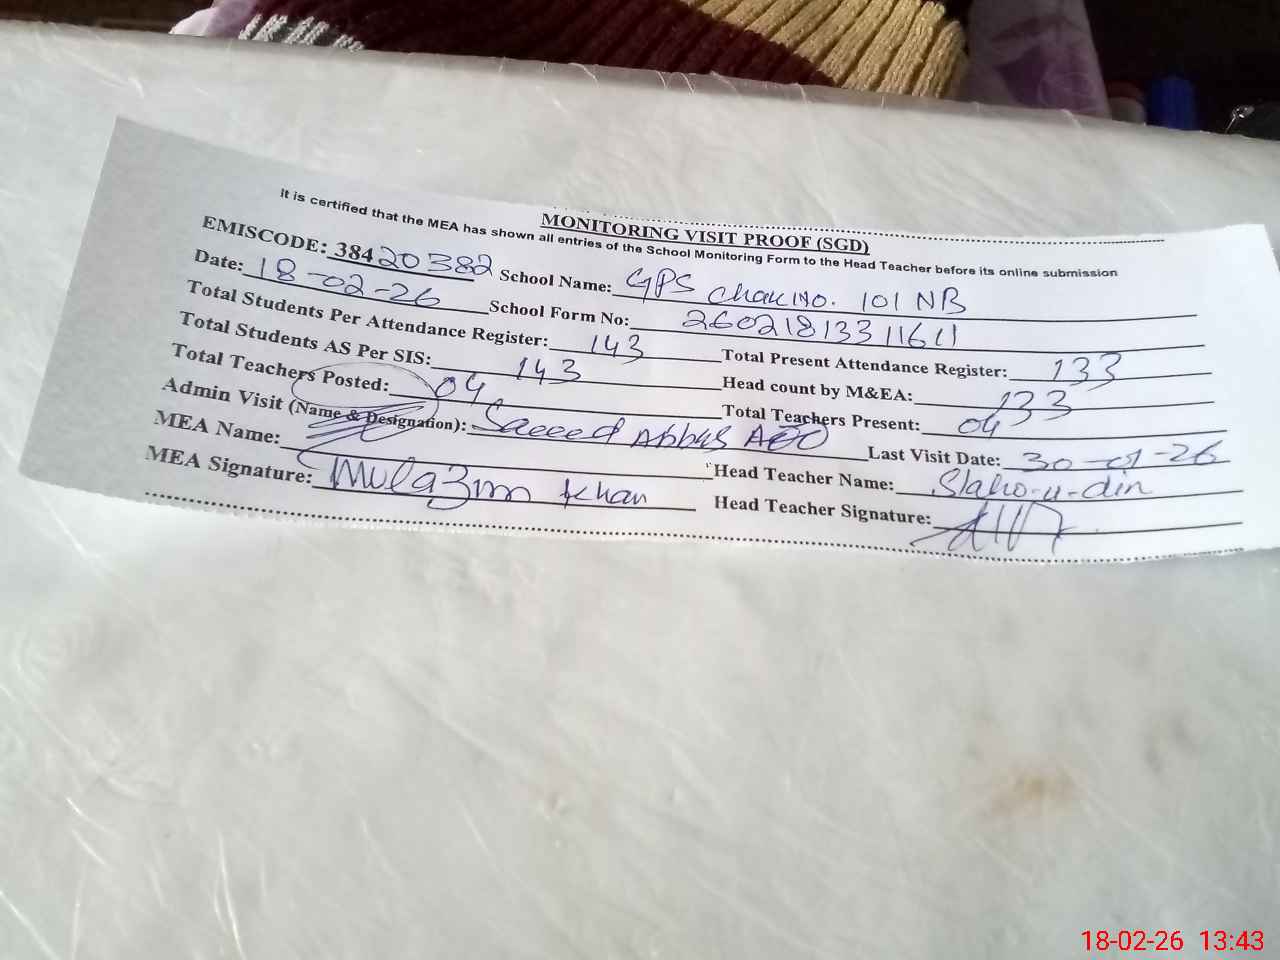 MONITORING VISIT PROOF (SGD)
It is certified that the MEA has shown all entries of the School Monitoring Form to the Head Teacher before its online submission
EMISCODE: 38420382 School Name: GPS Chak No. 101 NB
Date: 18-02-26 School Form No:
Total Students Per Attendance Register: 143 Total Present Attendance Register: 133
Total Students AS Per SIS: 143 Head count by M&EA: 133
Total Teachers Posted: 04 Total Teachers Present: 04
Admin Visit (Name & Designation): Saeeed Abbas AEO Last Visit Date: 30-01-26
MEA Name: Head Teacher Name:
MEA Signature: Mulazim Khan Head Teacher Signature:
18-02-26 13:43